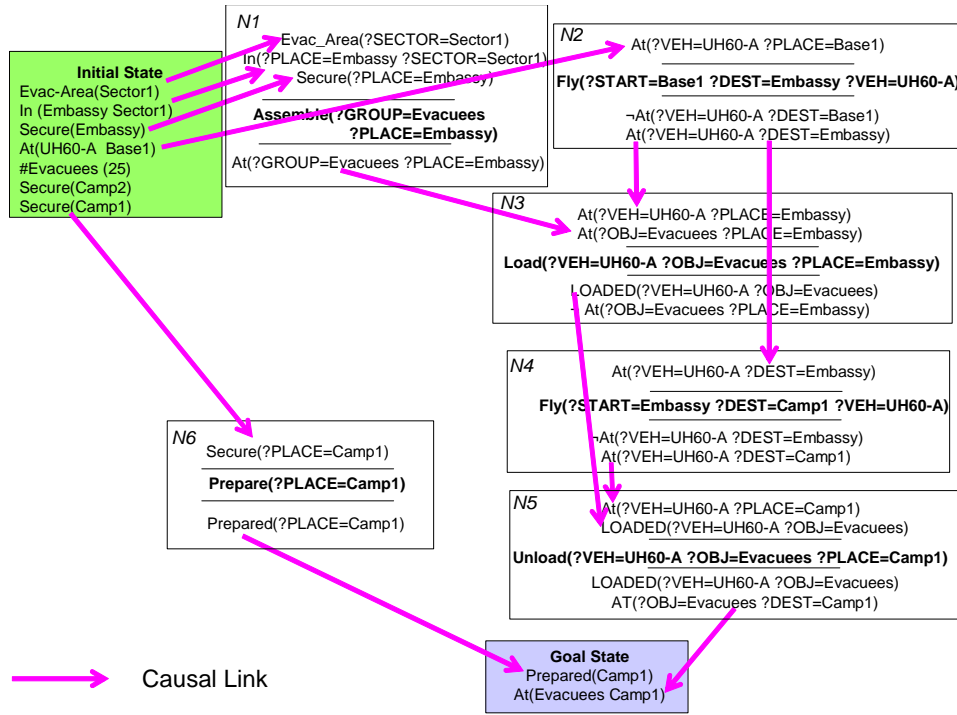 Initial State
Evac-Area(Sector1)
In (Embassy Sector1)
Secure(Embassy)
At(UH60-A Base1)
#Evacuees (25)
Secure(Camp2)
Secure(Camp1)
N1
Evac_Area(?SECTOR=Sector1)
In(?PLACE=Embassy ?SECTOR=Sector1)
Secure(?PLACE=Embassy)
Assemble(?GROUP=Evacuees
?PLACE=Embassy)
At(?GROUP=Evacuees ?PLACE=Embassy)
N2
At(?VEH=UH60-A ?PLACE=Base1)
Fly(?START=Base1 ?DEST=Embassy ?VEH=UH60-A)
¬At(?VEH=UH60-A ?DEST=Base1)
At(?VEH=UH60-A ?DEST=Embassy)
N3
At(?VEH=UH60-A ?PLACE=Embassy)
At(?OBJ=Evacuees ?PLACE=Embassy)
Load(?VEH=UH60-A ?OBJ=Evacuees ?PLACE=Embassy)
LOADED(?VEH=UH60-A ?OBJ=Evacuees)
¬ At(?OBJ=Evacuees ?PLACE=Embassy)
N4
At(?VEH=UH60-A ?DEST=Embassy)
Fly(?START=Embassy ?DEST=Camp1 ?VEH=UH60-A)
¬At(?VEH=UH60-A ?DEST=Embassy)
At(?VEH=UH60-A ?DEST=Camp1)
N6
Secure(?PLACE=Camp1)
Prepare(?PLACE=Camp1)
Prepared(?PLACE=Camp1)
N5
At(?VEH=UH60-A ?PLACE=Camp1)
LOADED(?VEH=UH60-A ?OBJ=Evacuees)
Unload(?VEH=UH60-A ?OBJ=Evacuees ?PLACE=Camp1)
LOADED(?VEH=UH60-A ?OBJ=Evacuees)
AT(?OBJ=Evacuees ?DEST=Camp1)
Goal State
Prepared(Camp1)
At(Evacuees Camp1)
Causal Link